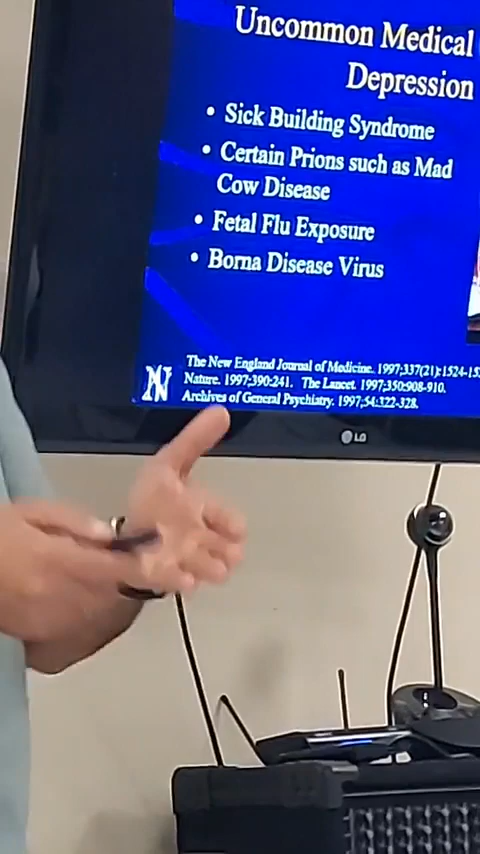 Uncommon Medical
Depression
• Sick Building Syndrome
• Certain Prions such as Mad
Cow Disease
• Fetal Flu Exposure
• Borna Disease Virus
The New England Journal of Medicine. 1997;337(21):1524-15
Nature. 1997;390:241. The Lancet. 1997;350:908-910.
Archives of General Psychiatry. 1997;54:322-328.
LG